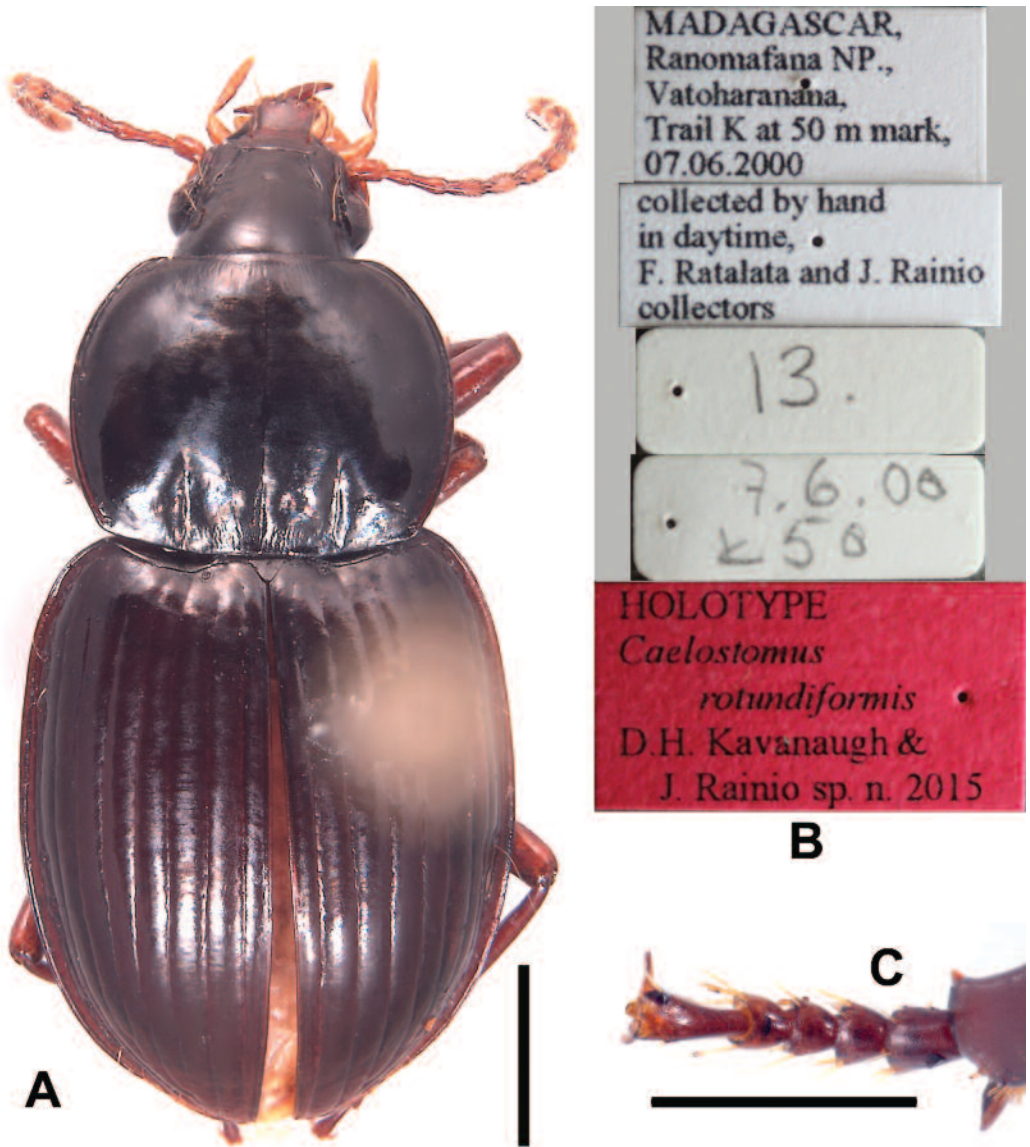 MADAGASCAR,
Ranomafana NP.,
Vatoharanana,
Trail K at 50 m mark,
07.06.2000
collected by hand
in daytime,
F. Ratalata and J. Rainio
collectors
13.
7.6.00
K50
HOLOTYPE
Caelostomus
rotundiformis
D.H. Kavanaugh &
J. Rainio sp. n. 2015
B
C
A